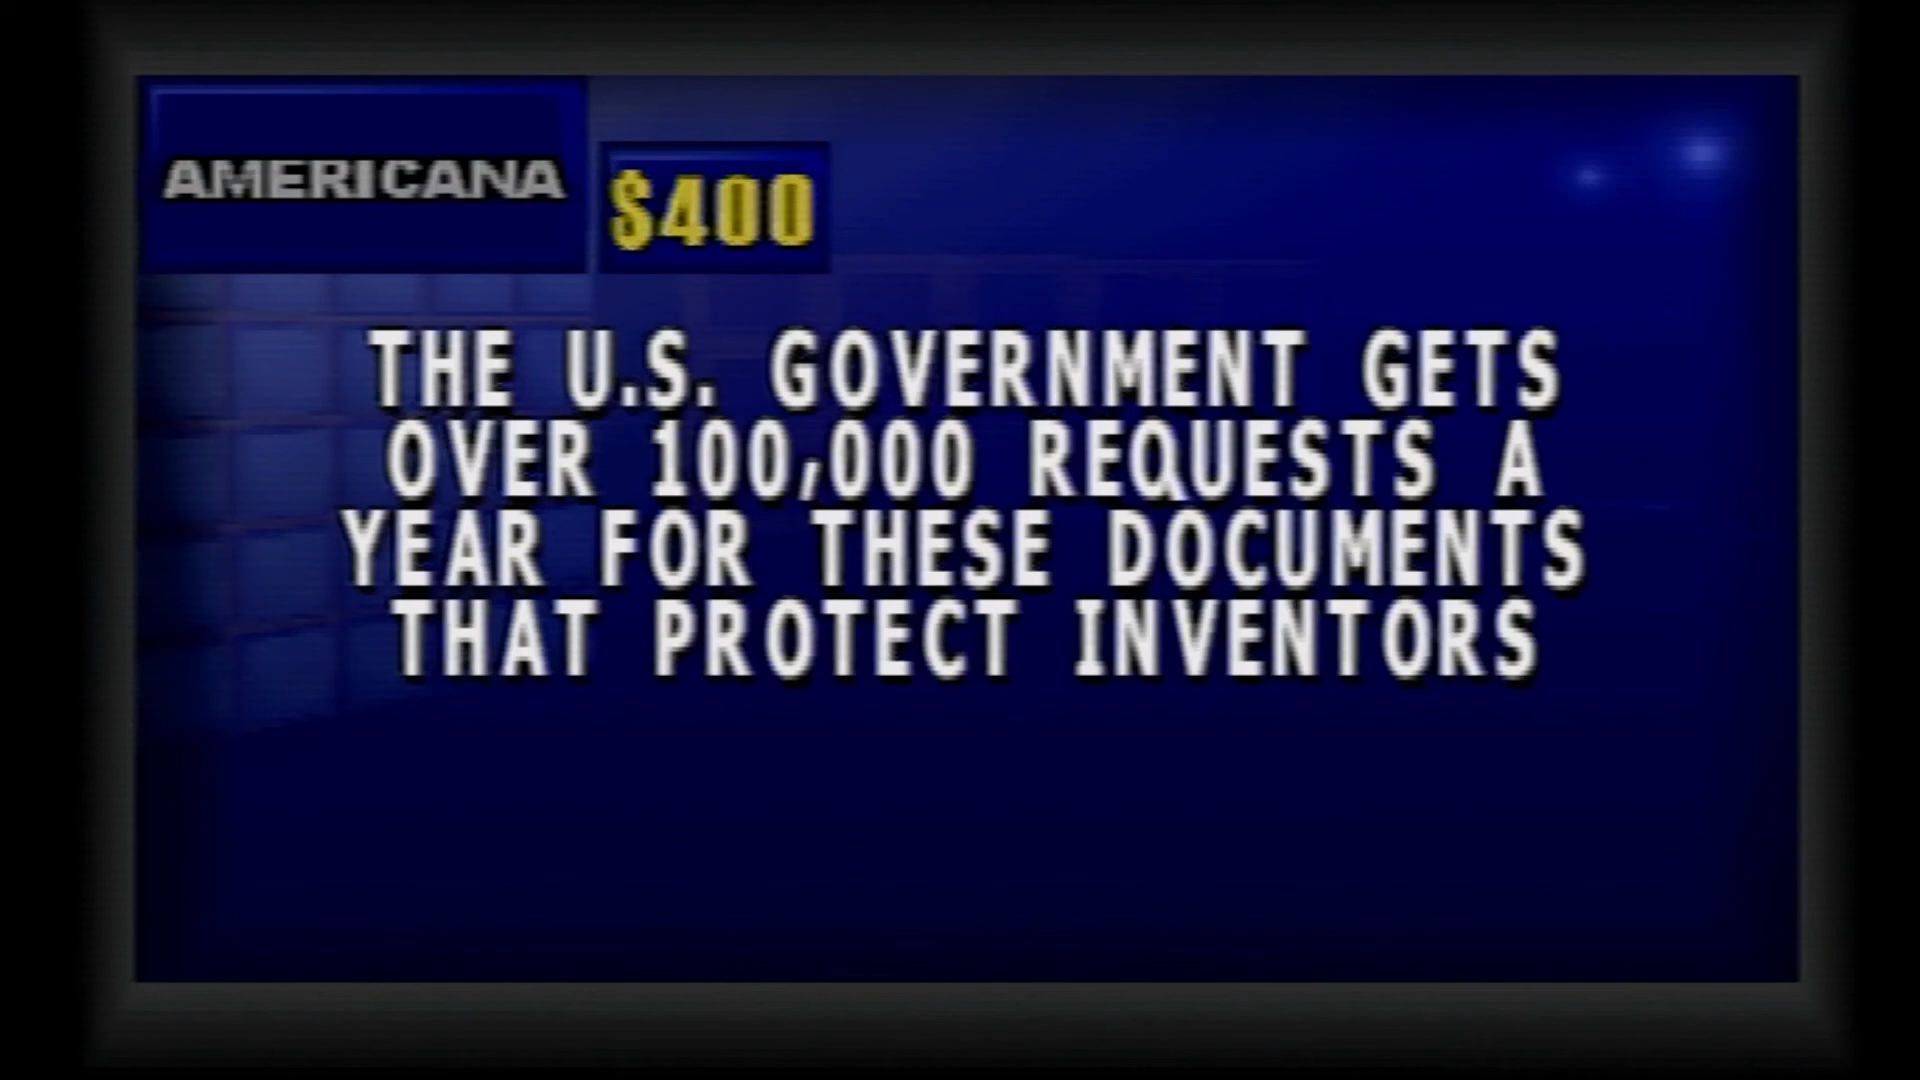 AMERICANA
$400
THE U.S. GOVERNMENT GETS
OVER 100,000 REQUESTS A
YEAR FOR THESE DOCUMENTS
THAT PROTECT INVENTORS